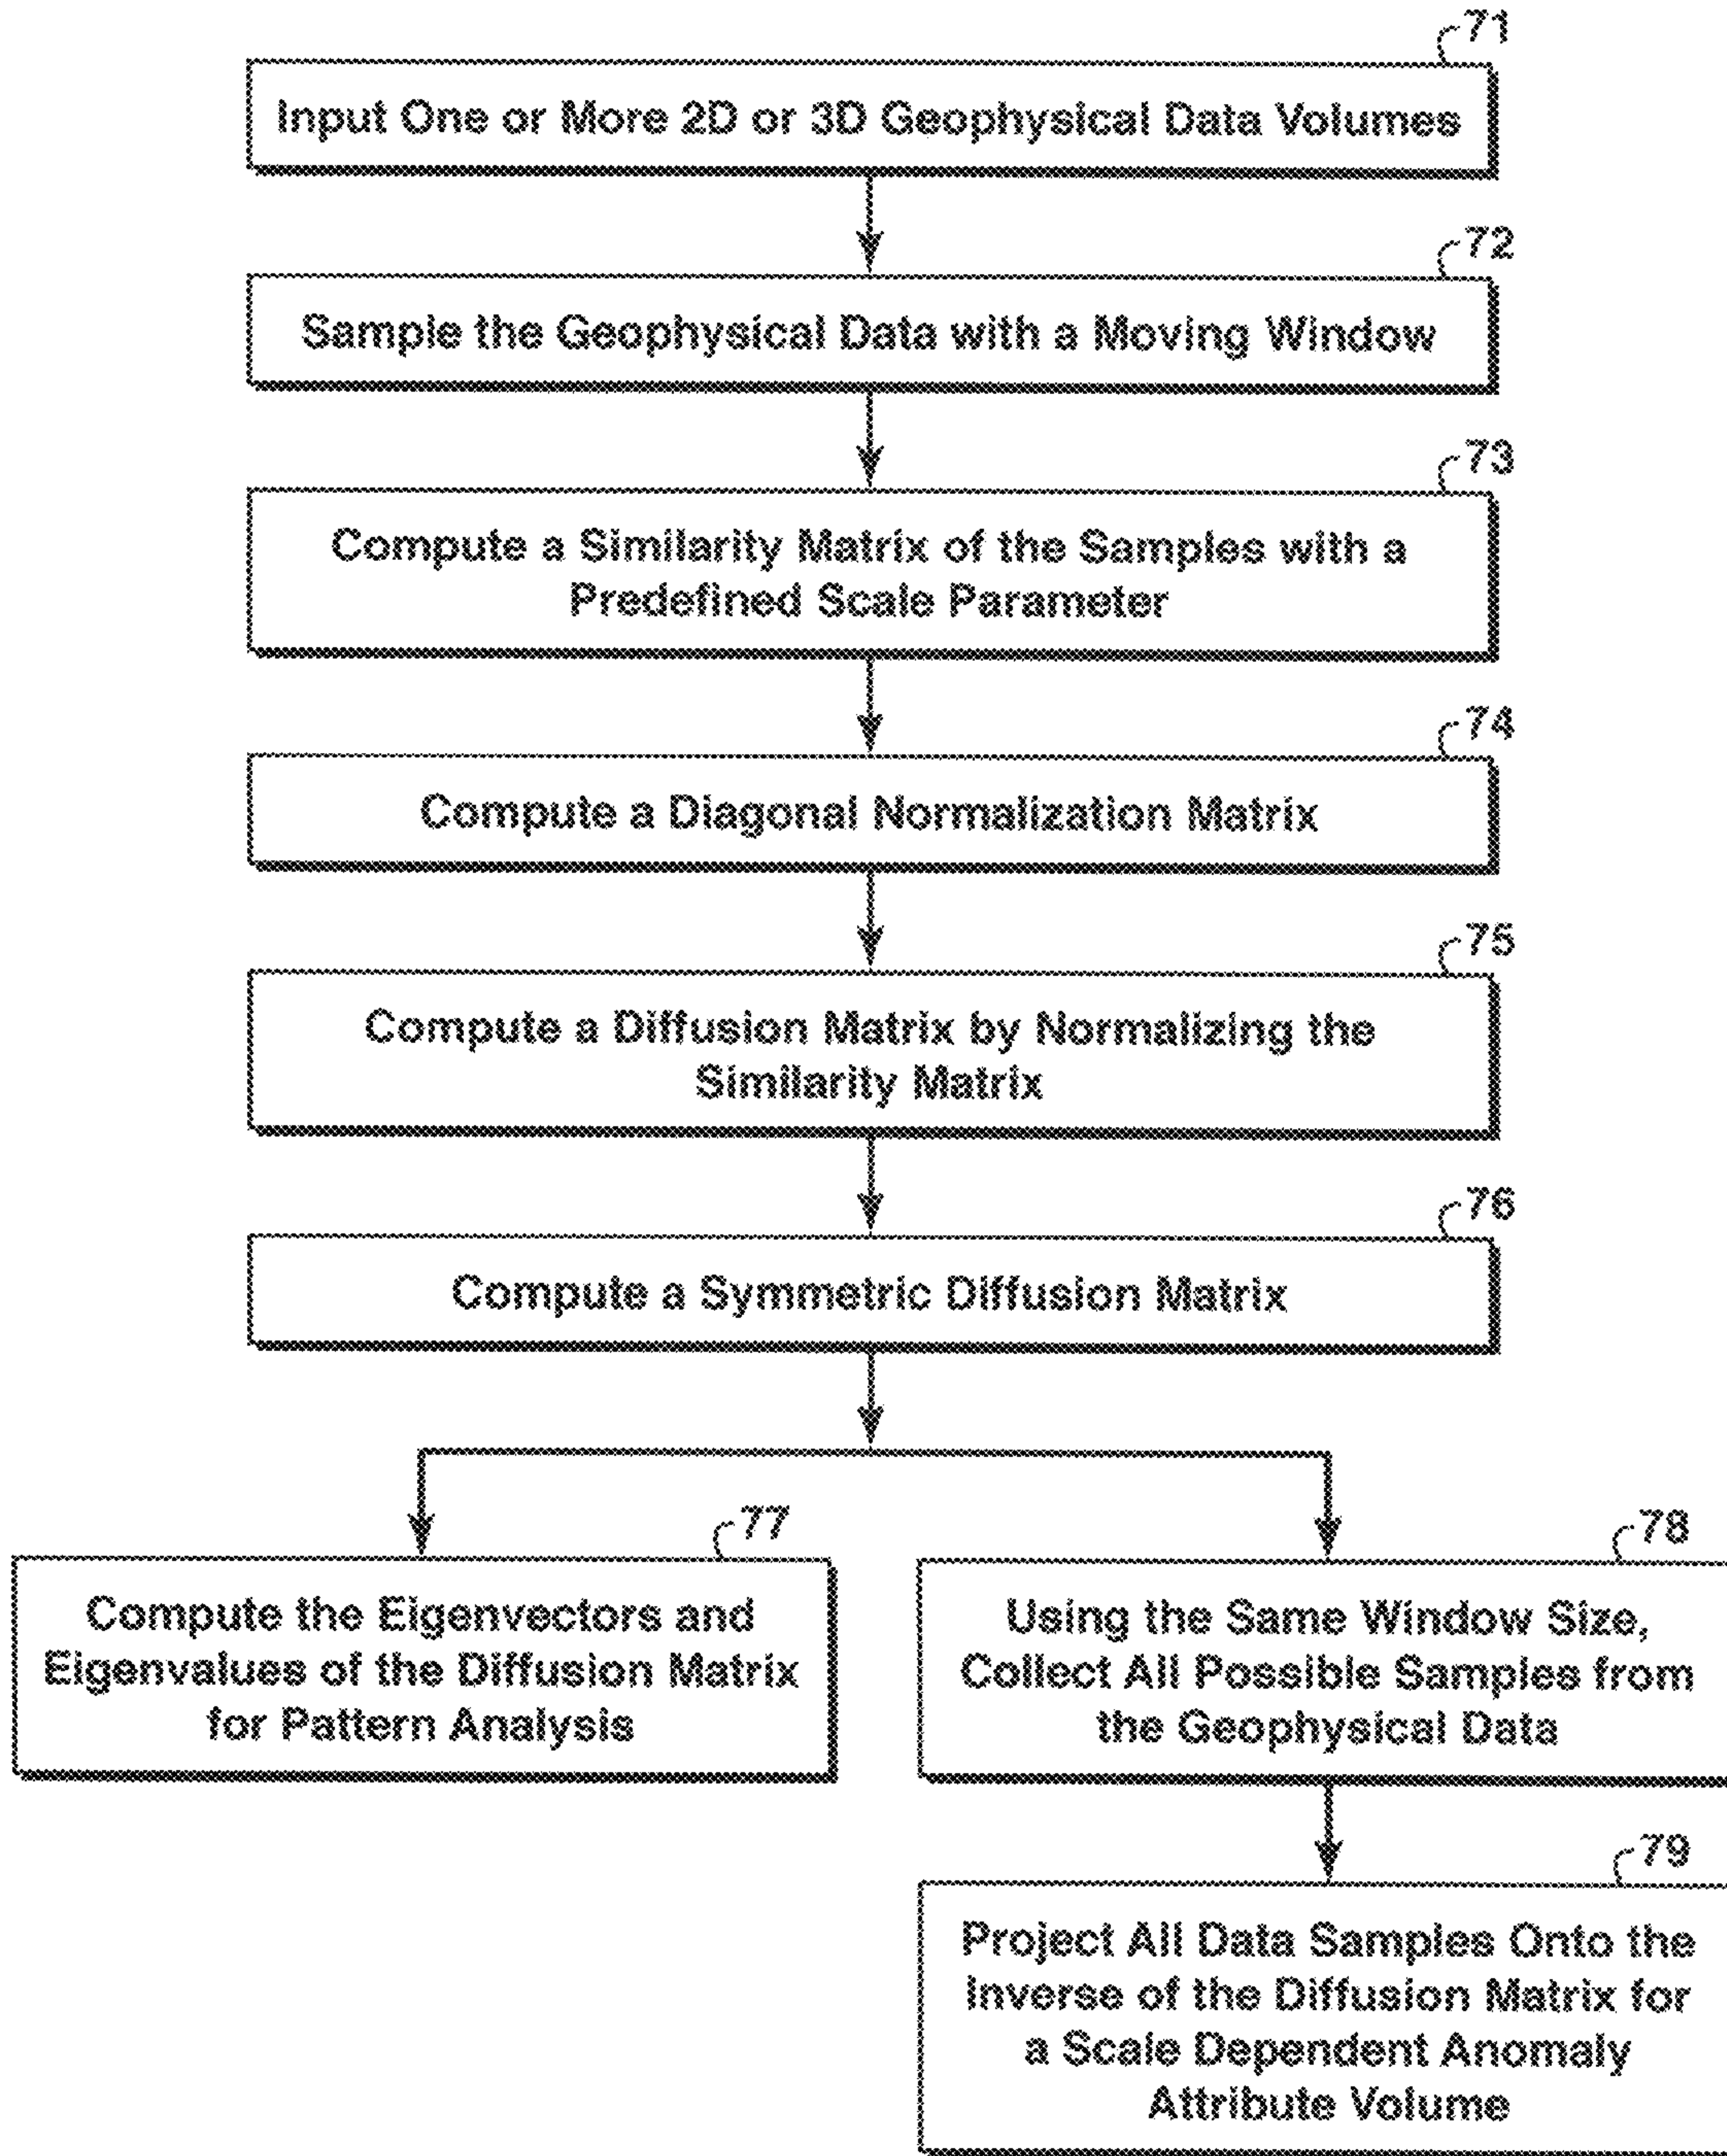 71
Input One or More 2D or 3D Geophysical Data Volumes
72
Sample the Geophysical Data with a Moving Window
73
Compute a Similarity Matrix of the Samples with a
Predefined Scale Parameter
74
Compute a Diagonal Normalization Matrix
75
Compute a Diffusion Matrix by Normalizing the
Similarity Matrix
76
Compute a Symmetric Diffusion Matrix
77
Compute the Eigenvectors and
Eigenvalues of the Diffusion Matrix
for Pattern Analysis
78
Using the Same Window Size,
Collect All Possible Samples from
the Geophysical Data
79
Project All Data Samples Onto the
Inverse of the Diffusion Matrix for
a Scale Dependent Anomaly
Attribute Volume